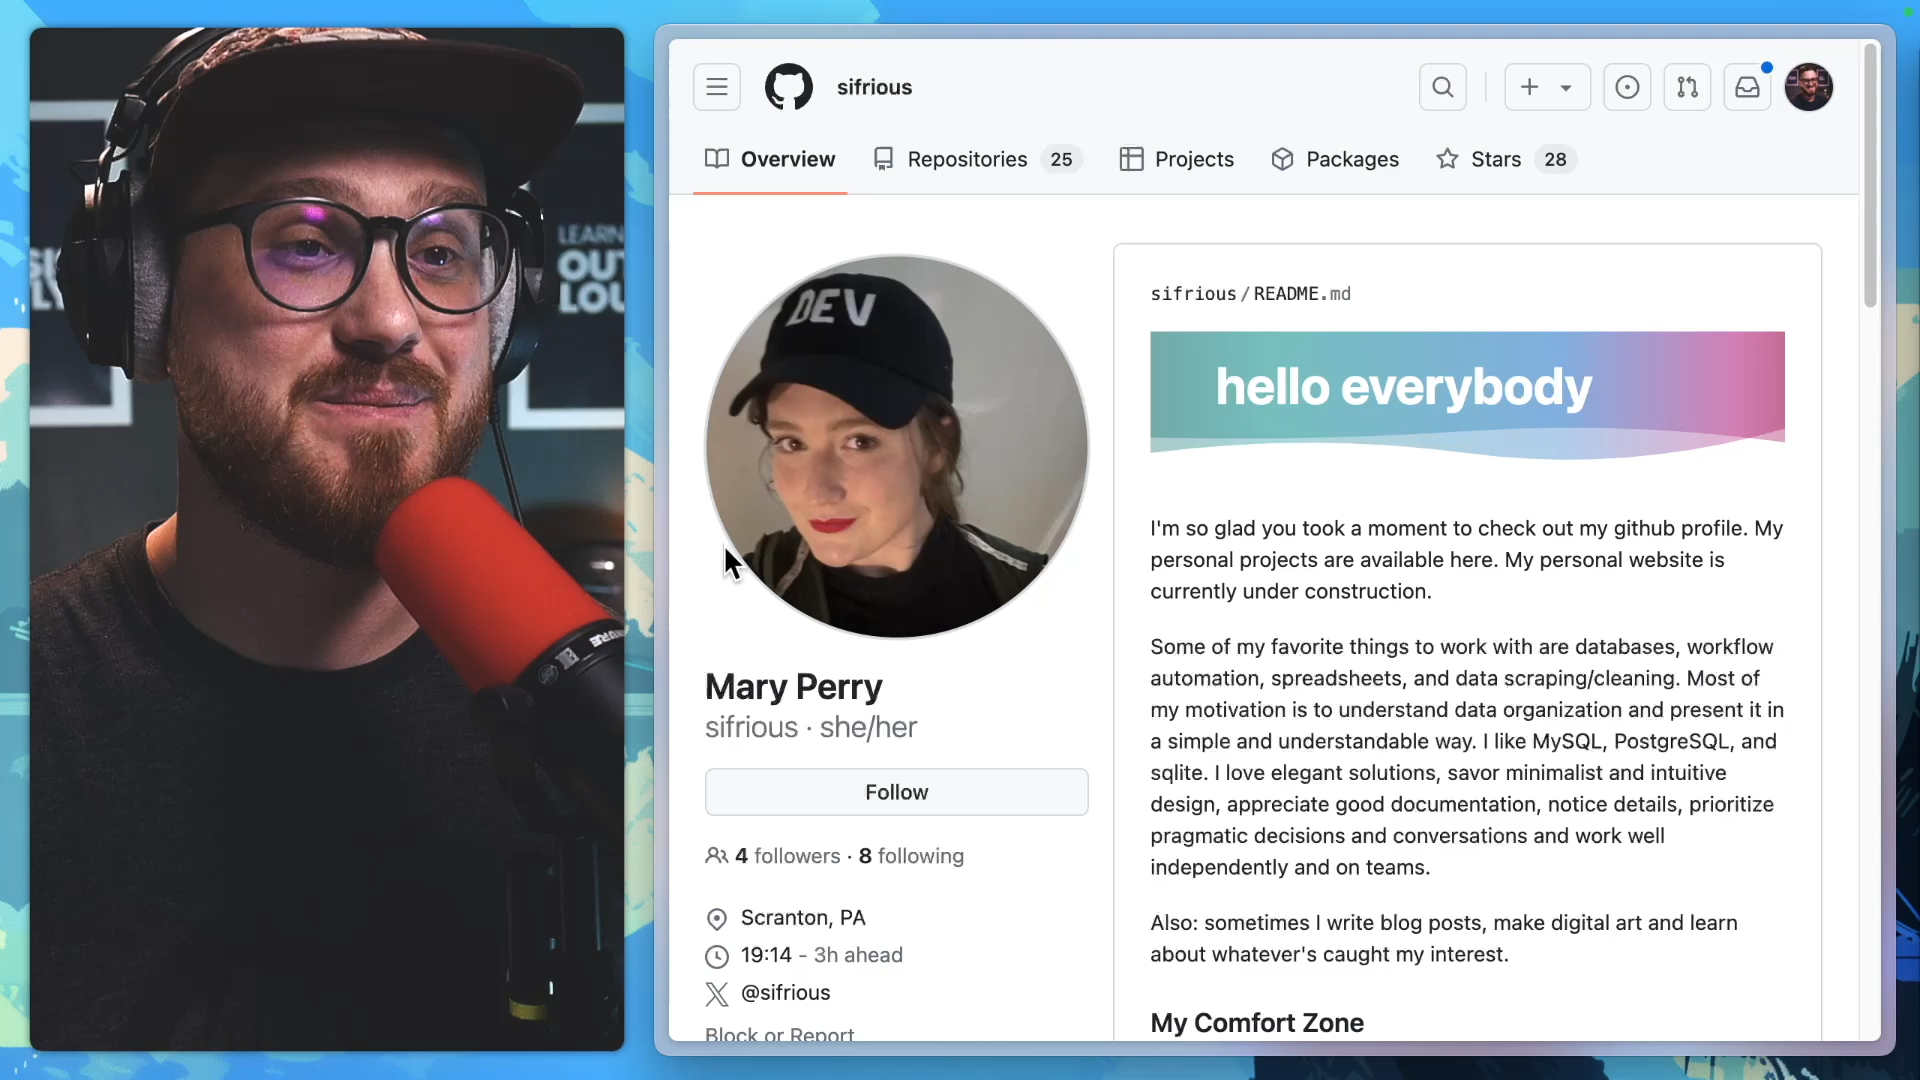 LEARN
OUT
LOU
sifrious
Overview
Repositories 25
Projects
Packages
Stars 28
DEV
Mary Perry
sifrious · she/her
Follow
4 followers · 8 following
Scranton, PA
19:14 - 3h ahead
@sifrious
Block or Report
sifrious/README.md
hello everybody
I'm so glad you took a moment to check out my github profile. My
personal projects are available here. My personal website is
currently under construction.
Some of my favorite things to work with are databases, workflow
automation, spreadsheets, and data scraping/cleaning. Most of
my motivation is to understand data organization and present it in
a simple and understandable way. I like MySQL, PostgreSQL, and
sqlite. I love elegant solutions, savor minimalist and intuitive
design, appreciate good documentation, notice details, prioritize
pragmatic decisions and conversations and work well
independently and on teams.
Also: sometimes I write blog posts, make digital art and learn
about whatever's caught my interest.
My Comfort Zone